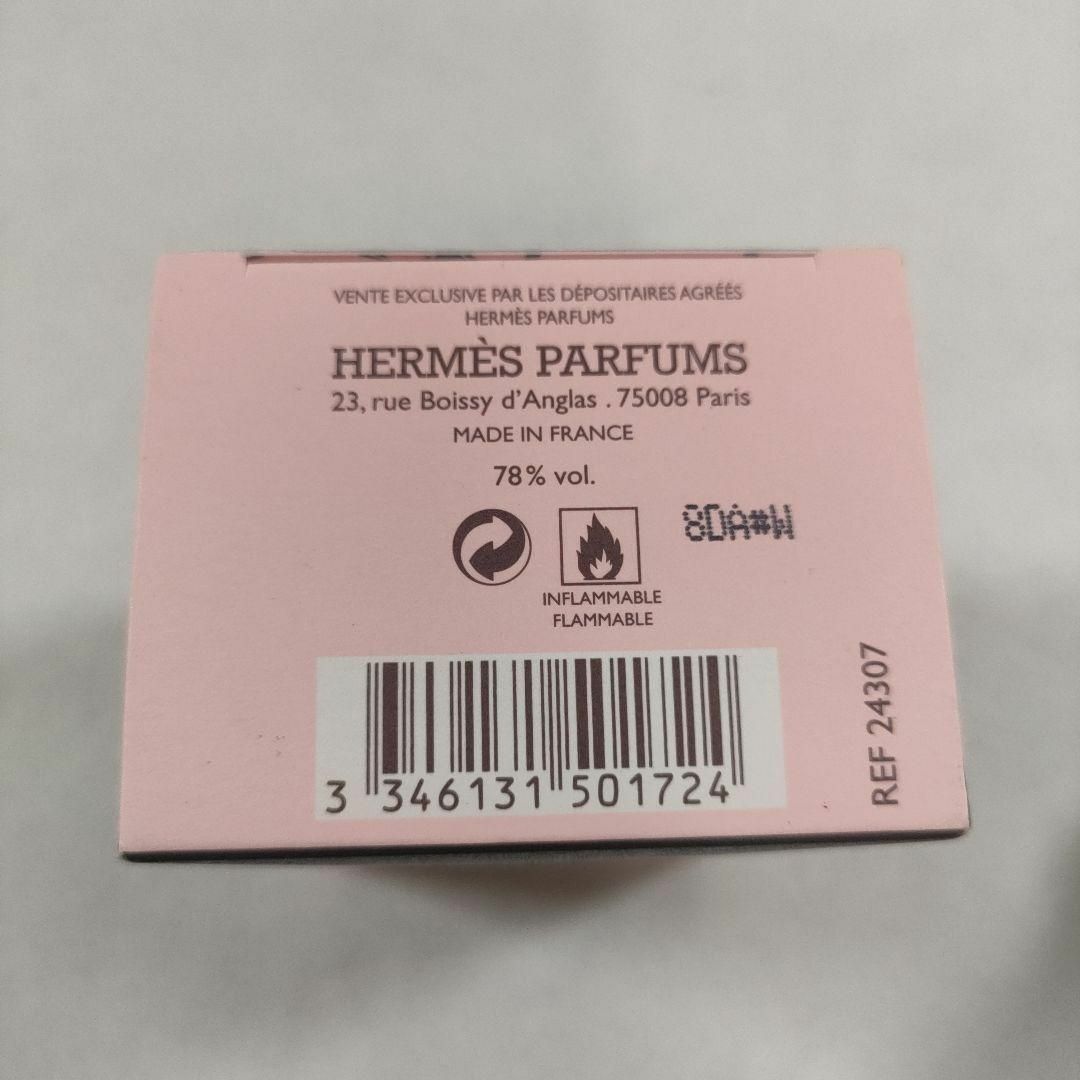 VENTE EXCLUSIVE PAR LES DÉPOSITAIRES AGRÉÉS
HERMÈS PARFUMS
HERMÈS PARFUMS
23, rue Boissy d'Anglas . 75008 Paris
MADE IN FRANCE
78% vol.
8DA#W
INFLAMMABLE
FLAMMABLE
REF 24307
3 346131 501724